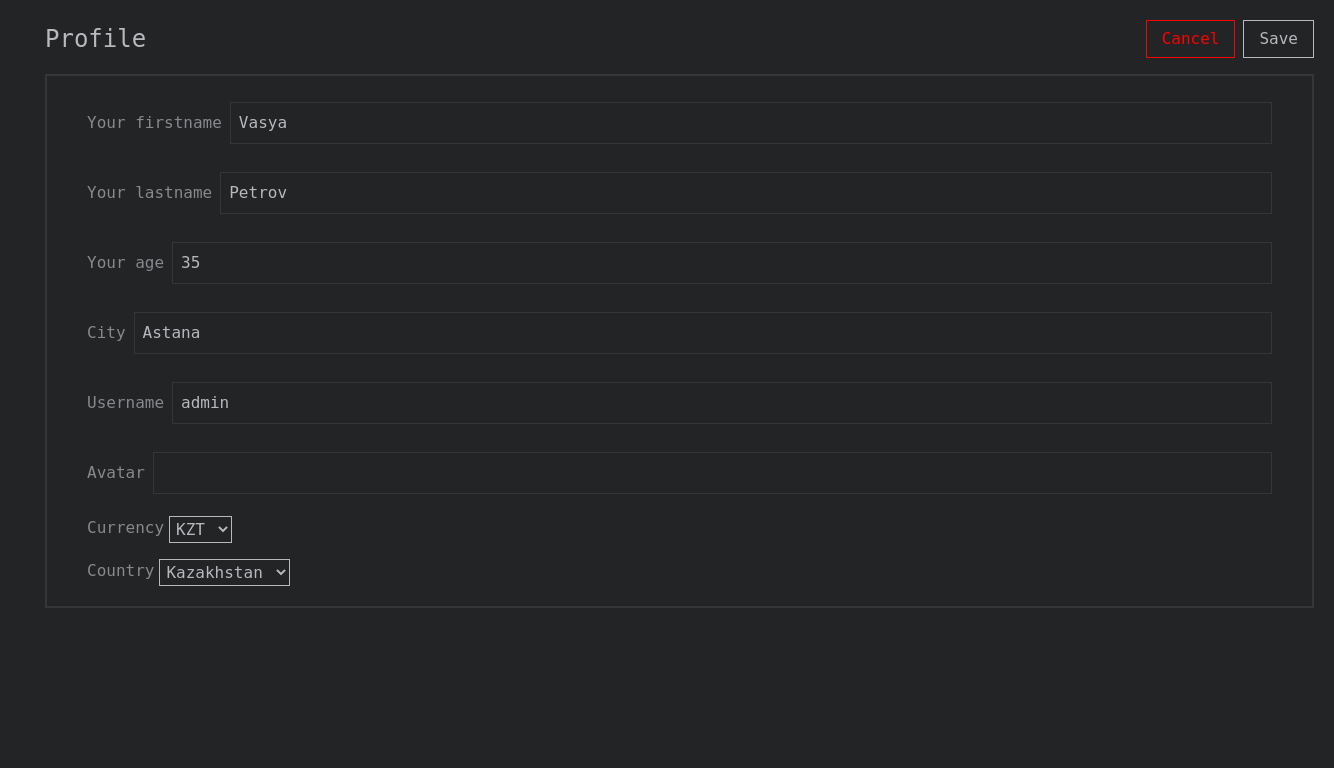 Profile Cancel Save
Your firstname Vasya
Your lastname Petrov
Your age 35
City Astana
Username admin
Avatar
Currency KZT
Country Kazakhstan